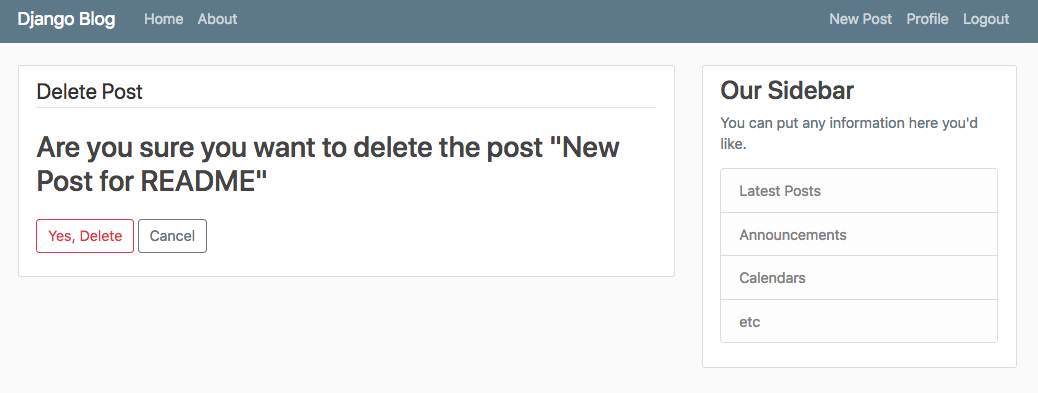 Django Blog Home About New Post Profile Logout
Delete Post
Are you sure you want to delete the post "New
Post for README"
Yes, Delete Cancel
Our Sidebar
You can put any information here you'd
like.
Latest Posts
Announcements
Calendars
etc